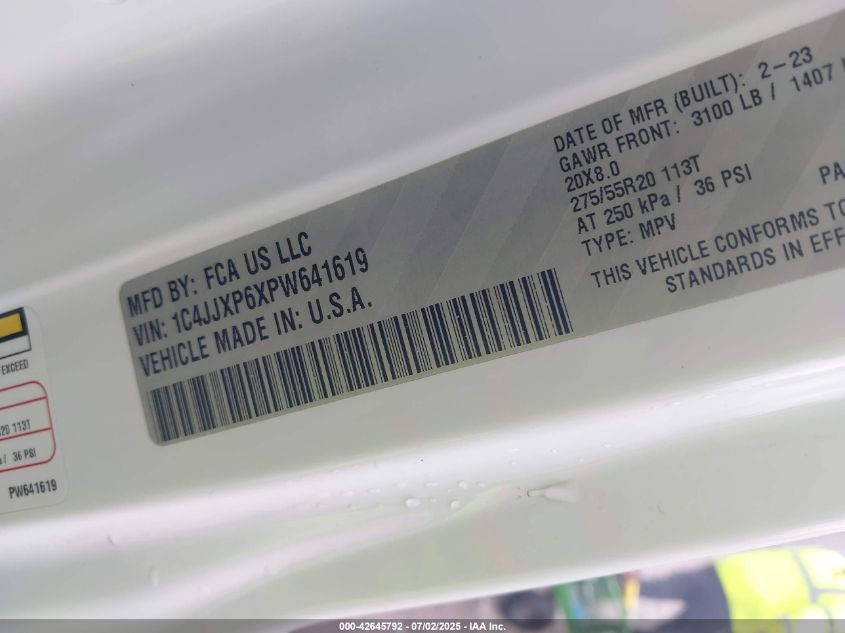 MFD BY: FCA US LLC
VIN: 1C4JJXP6XPW641619
VEHICLE MADE IN: U.S.A.
DATE OF MFR (BUILT): 2-23
GAWR FRONT: 3100 LB / 1407
20X8.0
275/55R20 113T
AT 250 kPa / 36 PSI
TYPE: MPV
THIS VEHICLE CONFORMS TO
STANDARDS IN EFF
PA
EXCEED
20 113T
/ 36 PSI
PW641619
000-42645792 - 07/02/2025 - IAA Inc.